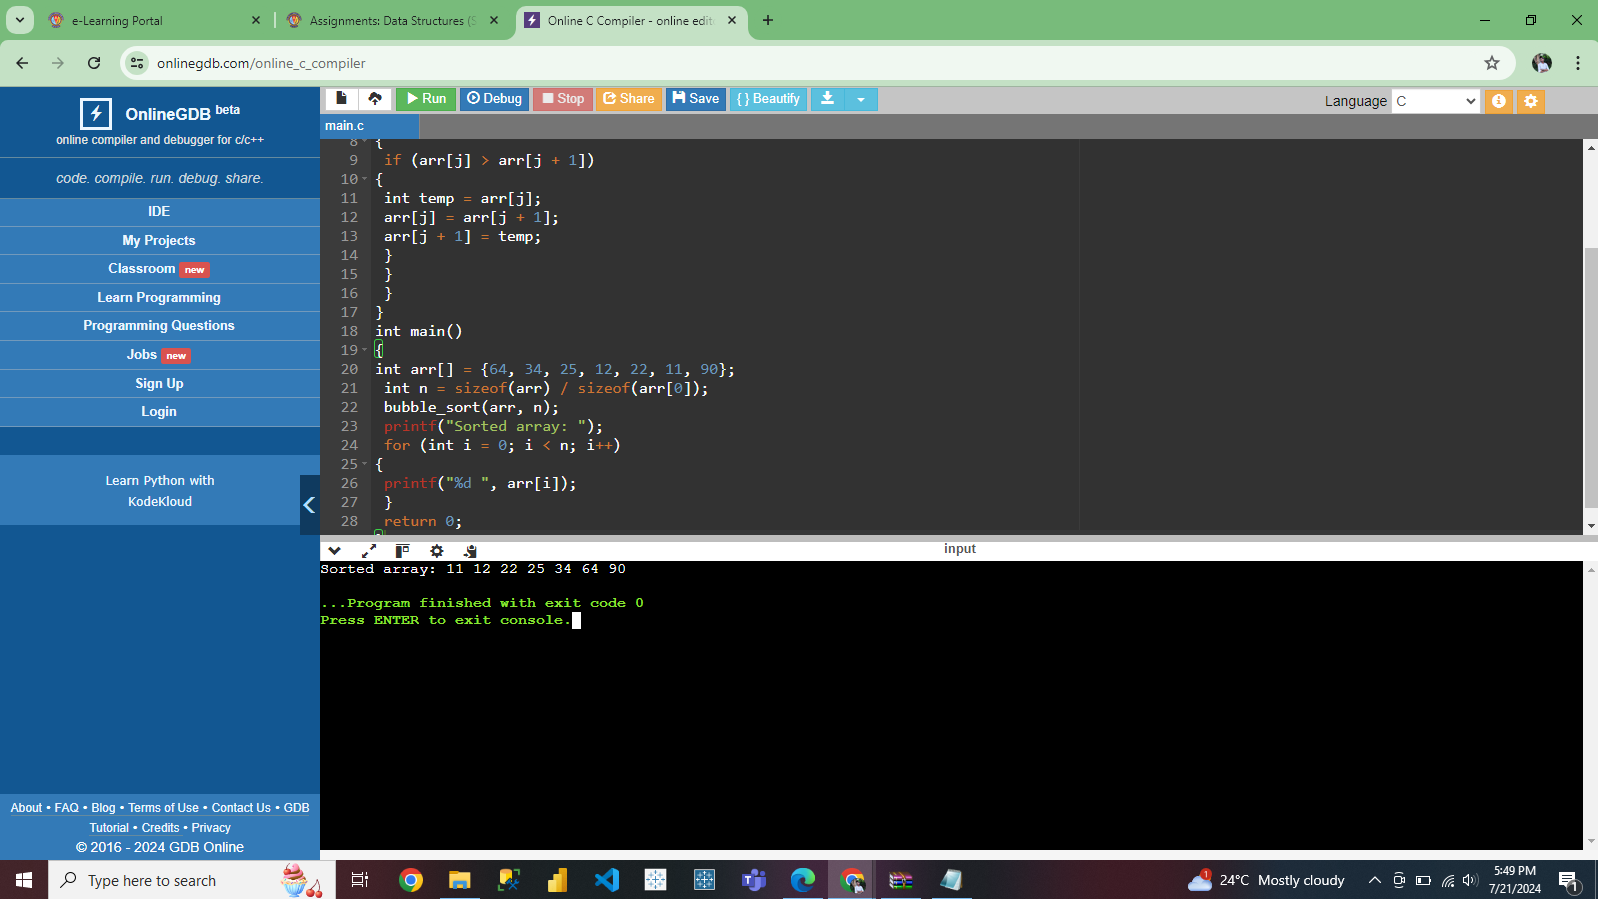 e-Learning Portal
Assignments: Data Structures (S
Online C Compiler - online edit
onlinegdb.com/online_c_compiler
OnlineGDB beta
online compiler and debugger for c/c++
code. compile. run. debug. share.
IDE
My Projects
Classroom new
Learn Programming
Programming Questions
Jobs new
Sign Up
Login
Learn Python with
KodeKloud
About • FAQ • Blog • Terms of Use • Contact Us • GDB
Tutorial • Credits • Privacy
© 2016 - 2024 GDB Online
Run Debug Stop Share Save { } Beautify
Language C
main.c
8 {
9 if (arr[j] > arr[j + 1])
10 {
11 int temp = arr[j];
12 arr[j] = arr[j + 1];
13 arr[j + 1] = temp;
14 }
15 }
16 }
17 }
18 int main()
19 {
20 int arr[] = {64, 34, 25, 12, 22, 11, 90};
21 int n = sizeof(arr) / sizeof(arr[0]);
22 bubble_sort(arr, n);
23 printf("Sorted array: ");
24 for (int i = 0; i < n; i++)
25 {
26 printf("%d ", arr[i]);
27 }
28 return 0;
input
Sorted array: 11 12 22 25 34 64 90
...Program finished with exit code 0
Press ENTER to exit console.
Type here to search
1
24°C Mostly cloudy
5:49 PM
7/21/2024
1